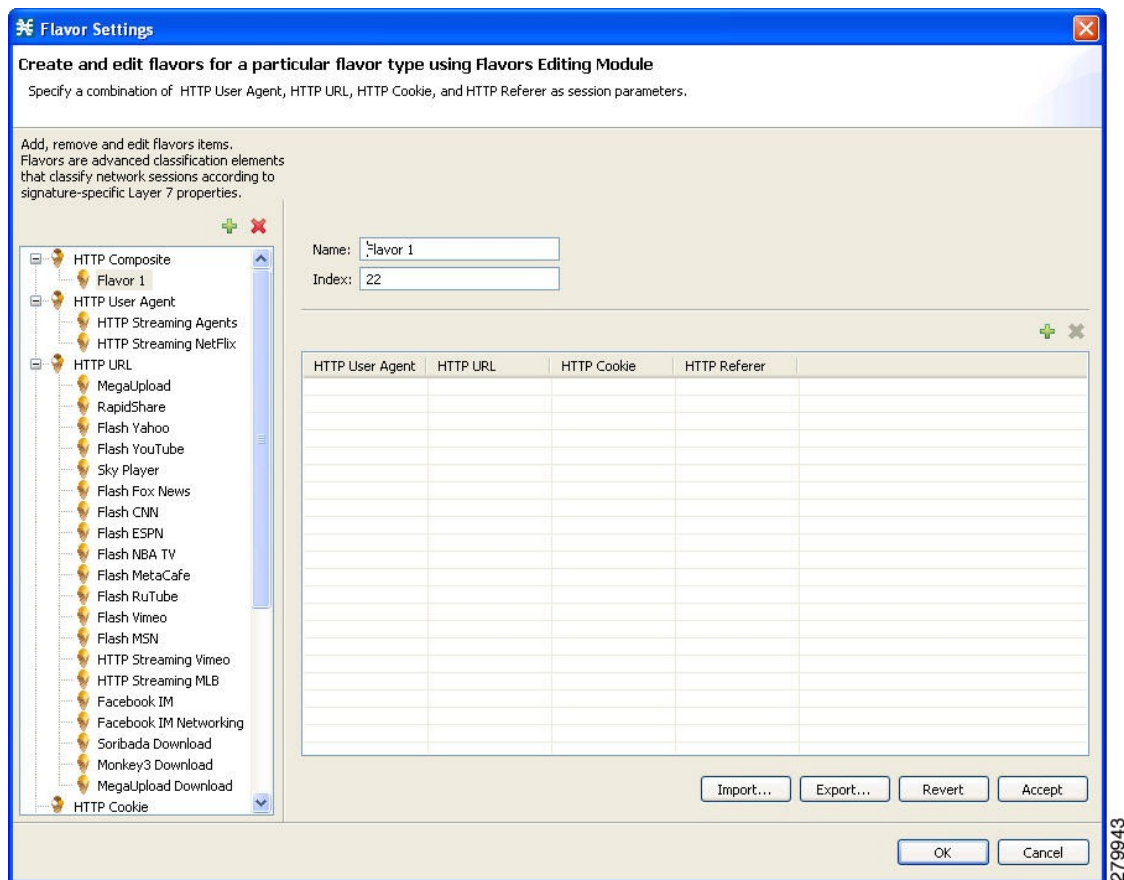 Flavor Settings
Create and edit flavors for a particular flavor type using Flavors Editing Module
Specify a combination of HTTP User Agent, HTTP URL, HTTP Cookie, and HTTP Referer as session parameters.
Add, remove and edit flavors items.
Flavors are advanced classification elements
that classify network sessions according to
signature-specific Layer 7 properties.
HTTP Composite
Flavor 1
HTTP User Agent
HTTP Streaming Agents
HTTP Streaming NetFlix
HTTP URL
MegaUpload
RapidShare
Flash Yahoo
Flash YouTube
Sky Player
Flash Fox News
Flash CNN
Flash ESPN
Flash NBA TV
Flash MetaCafe
Flash RuTube
Flash Vimeo
Flash MSN
HTTP Streaming Vimeo
HTTP Streaming MLB
Facebook IM
Facebook IM Networking
Soribada Download
Monkey3 Download
MegaUpload Download
HTTP Cookie
Name: Flavor 1
Index: 22
HTTP User Agent HTTP URL HTTP Cookie HTTP Referer
Import... Export... Revert Accept
OK Cancel
279943